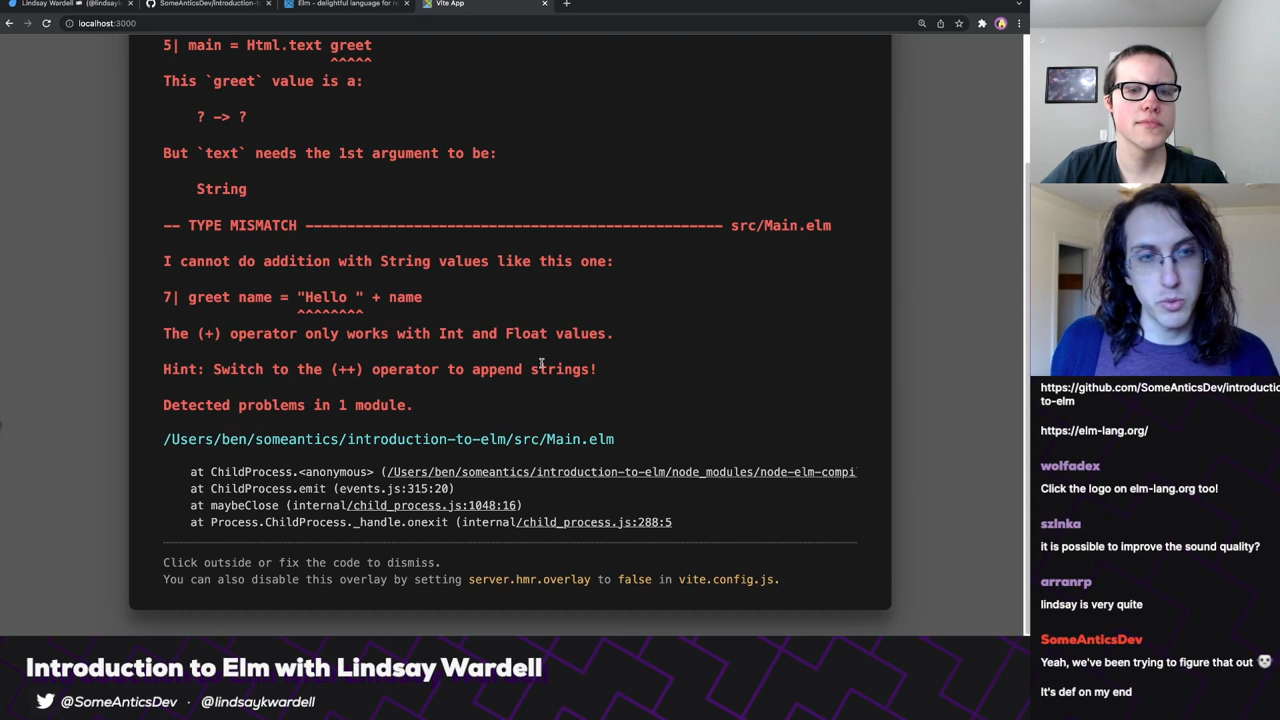 Lindsay Wardell
SomeAnticsDev/introduction-t
Elm - delightful language for re
Vite App
localhost:3000
5| main = Html.text greet
^^^^^
This `greet` value is a:
? -> ?
But `text` needs the 1st argument to be:
String
-- TYPE MISMATCH -------------------------------------------------- src/Main.elm
I cannot do addition with String values like this one:
7| greet name = "Hello " + name
^^^^^^^^
The (+) operator only works with Int and Float values.
Hint: Switch to the (++) operator to append strings!
Detected problems in 1 module.
/Users/ben/someantics/introduction-to-elm/src/Main.elm
at ChildProcess.<anonymous> (/Users/ben/someantics/introduction-to-elm/node_modules/node-elm-compi
at ChildProcess.emit (events.js:315:20)
at maybeClose (internal/child_process.js:1048:16)
at Process.ChildProcess._handle.onexit (internal/child_process.js:288:5
Click outside or fix the code to dismiss.
You can also disable this overlay by setting server.hmr.overlay to false in vite.config.js.
https://github.com/SomeAnticsDev/introductic
to-elm
https://elm-lang.org/
wolfadex
Click the logo on elm-lang.org too!
szinka
it is possible to improve the sound quality?
arranrp
lindsay is very quite
SomeAnticsDev
Yeah, we've been trying to figure that out
It's def on my end
Introduction to Elm with Lindsay Wardell
@SomeAnticsDev · @lindsaykwardell